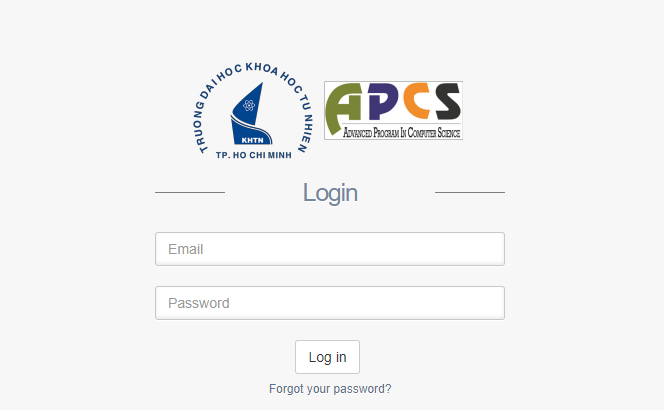 TRUONG DAI HOC KHOA HOC TU NHIEN
KHTN
TP. HO CHI MINH
APCS
ADVANCED PROGRAM IN COMPUTER SCIENCE
Login
Email
Password
Log in
Forgot your password?